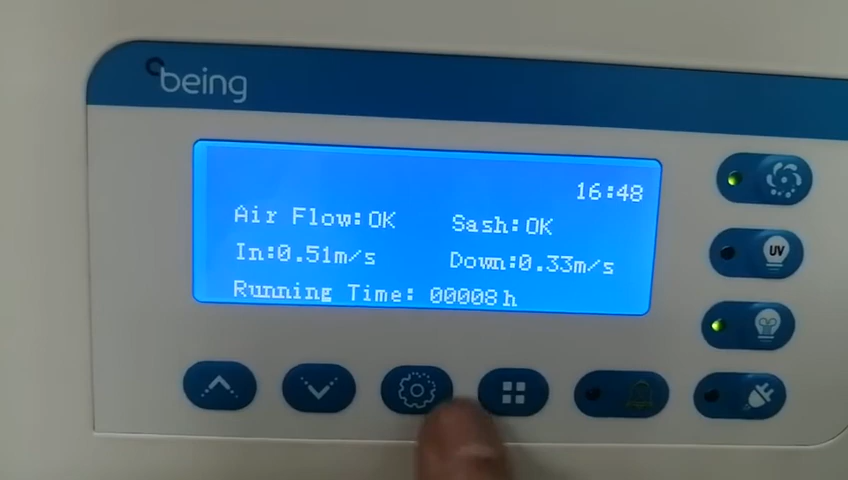 being
16:48
Air Flow:OK Sash:OK
In:0.51m/s Down:0.33m/s
Running Time: 00008h
UV